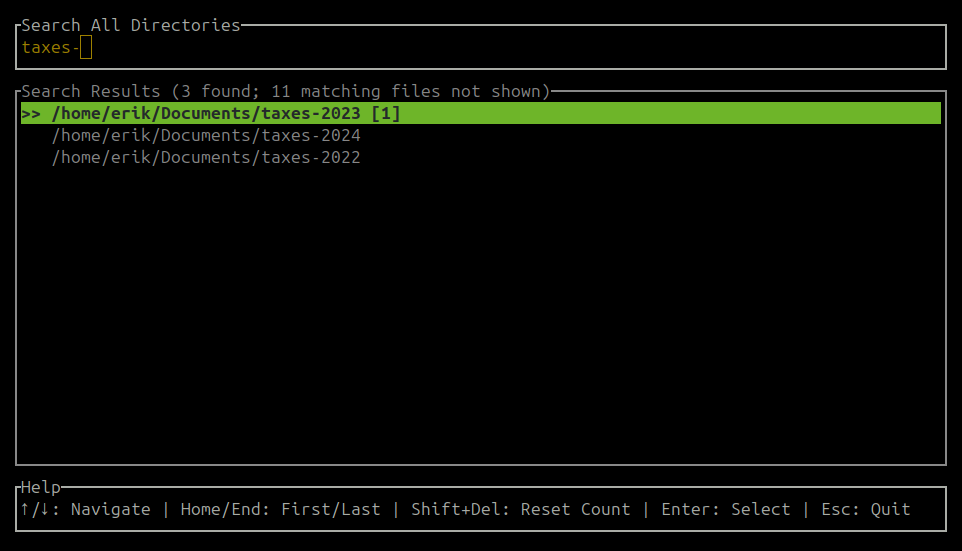 Search All Directories
taxes-
Search Results (3 found; 11 matching files not shown)
>> /home/erik/Documents/taxes-2023 [1]
/home/erik/Documents/taxes-2024
/home/erik/Documents/taxes-2022
Help
↑/↓: Navigate | Home/End: First/Last | Shift+Del: Reset Count | Enter: Select | Esc: Quit